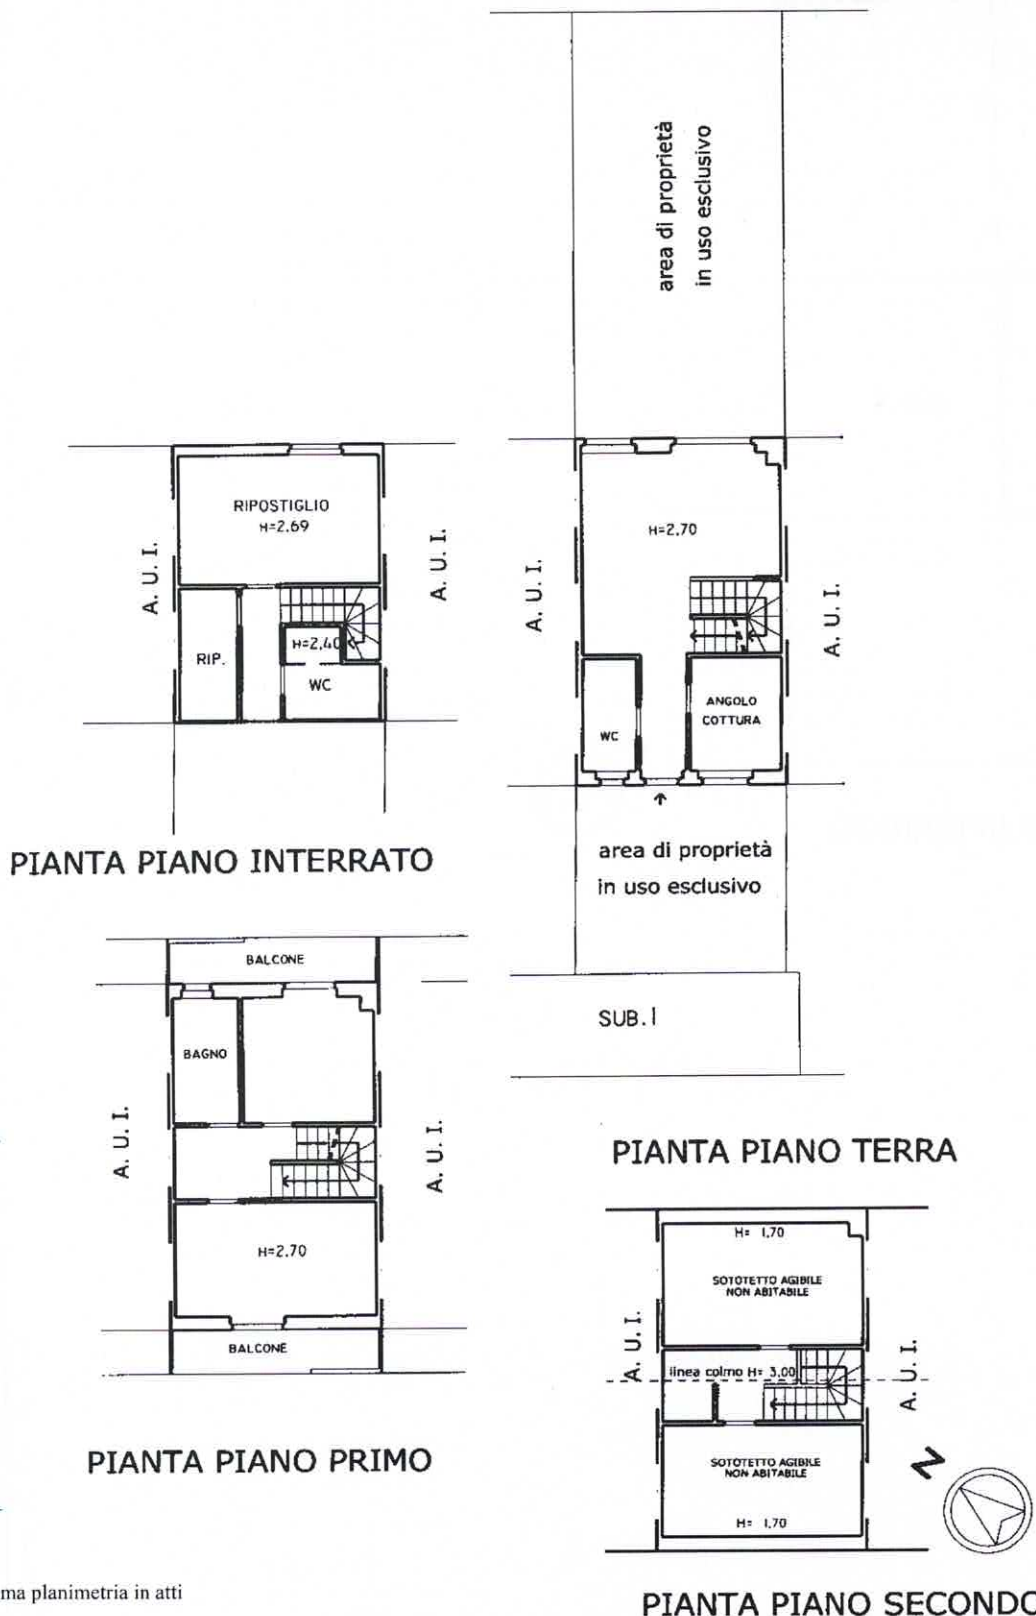 area di proprietà
in uso esclusivo
RIPOSTIGLIO
H=2.69
A. U. I.
A. U. I.
RIP.
H=2,40
WC
PIANTA PIANO INTERRATO
H=2,70
A. U. I.
A. U. I.
WC
ANGOLO
COTTURA
area di proprietà
in uso esclusivo
SUB.1
PIANTA PIANO TERRA
BALCONE
BAGNO
A. U. I.
A. U. I.
H=2.70
BALCONE
PIANTA PIANO PRIMO
H= 1,70
SOTOTETTO AGIBILE
NON ABITABILE
A. U. I.
linea colmo H= 3,00
A. U. I.
SOTOTETTO AGIBILE
NON ABITABILE
H= 1,70
N
PIANTA PIANO SECONDO
ma planimetria in atti